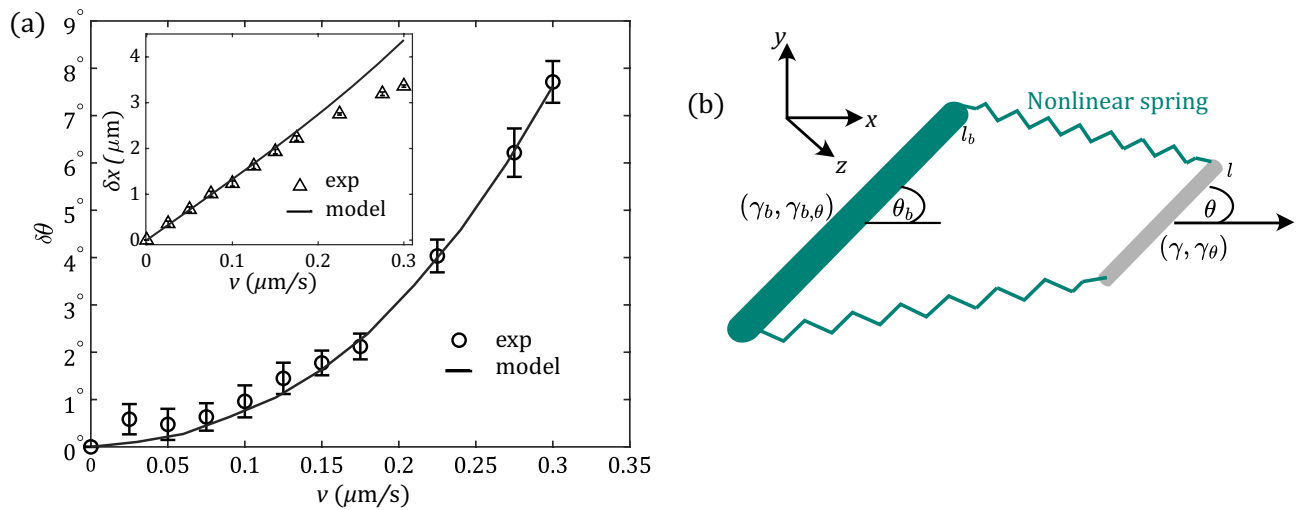 (a)
9°
8°
7°
6°
5°
4°
3°
2°
1°
0°
δθ
0
0.05
0.1
0.15
0.2
0.25
0.3
0.35
v (μm/s)
exp
model
4
3
2
1
0
δx (μm)
0
0.1
0.2
0.3
v (μm/s)
exp
model
(b)
y
x
z
Nonlinear spring
l_b
l
(γ_b, γ_{b,θ})
θ_b
θ
(γ, γ_θ)